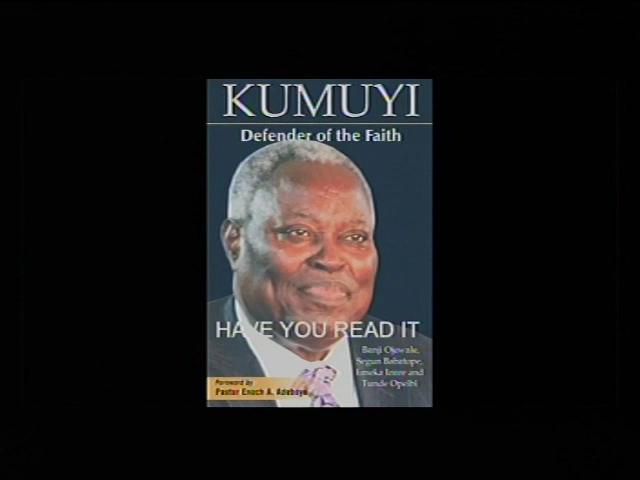 KUMUYI
Defender of the Faith
HAVE YOU READ IT
Banji Ojewale,
Segun Babatope,
Emeka Izeze and
Tunde Opeibi
Foreword by
Pastor Enoch A. Adeboye